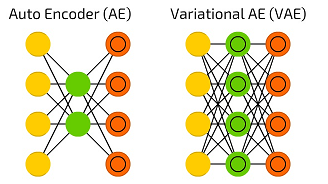 Auto Encoder (AE)
Variational AE (VAE)